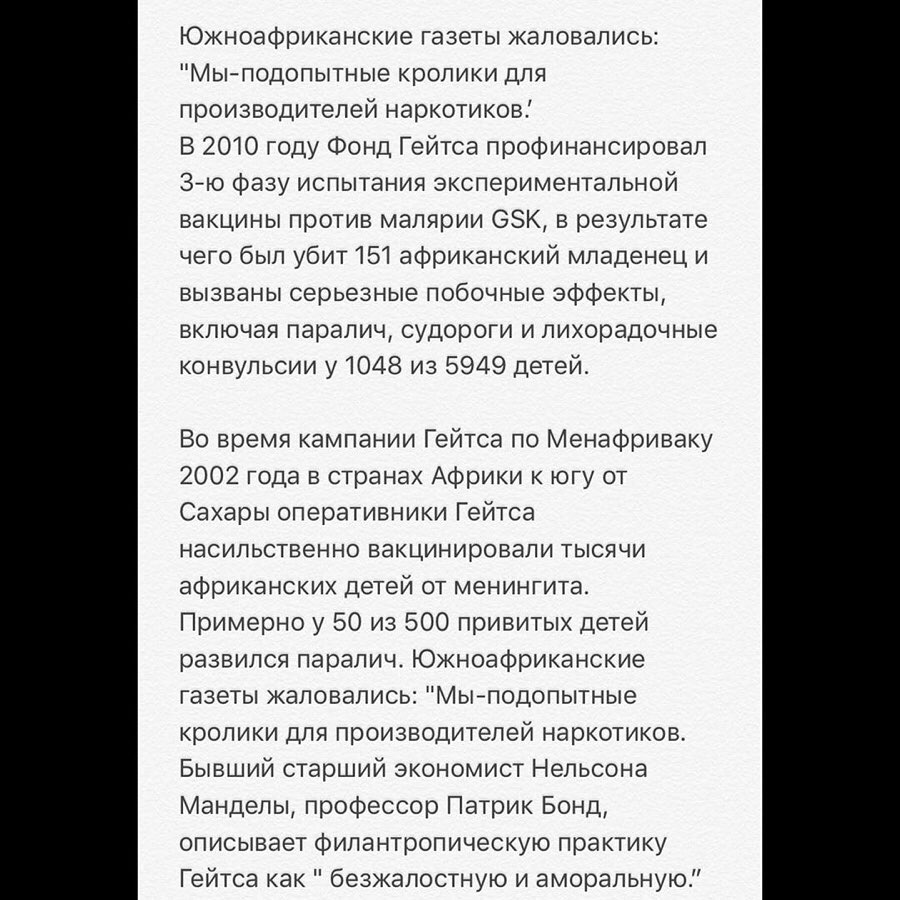 Южноафриканские газеты жаловались:
"Мы-подопытные кролики для
производителей наркотиков.’
В 2010 году Фонд Гейтса профинансировал
3-ю фазу испытания экспериментальной
вакцины против малярии GSK, в результате
чего был убит 151 африканский младенец и
вызваны серьезные побочные эффекты,
включая паралич, судороги и лихорадочные
конвульсии у 1048 из 5949 детей.

Во время кампании Гейтса по Менафриваку
2002 года в странах Африки к югу от
Сахары оперативники Гейтса
насильственно вакцинировали тысячи
африканских детей от менингита.
Примерно у 50 из 500 привитых детей
развился паралич. Южноафриканские
газеты жаловались: "Мы-подопытные
кролики для производителей наркотиков.
Бывший старший экономист Нельсона
Манделы, профессор Патрик Бонд,
описывает филантропическую практику
Гейтса как " безжалостную и аморальную.”